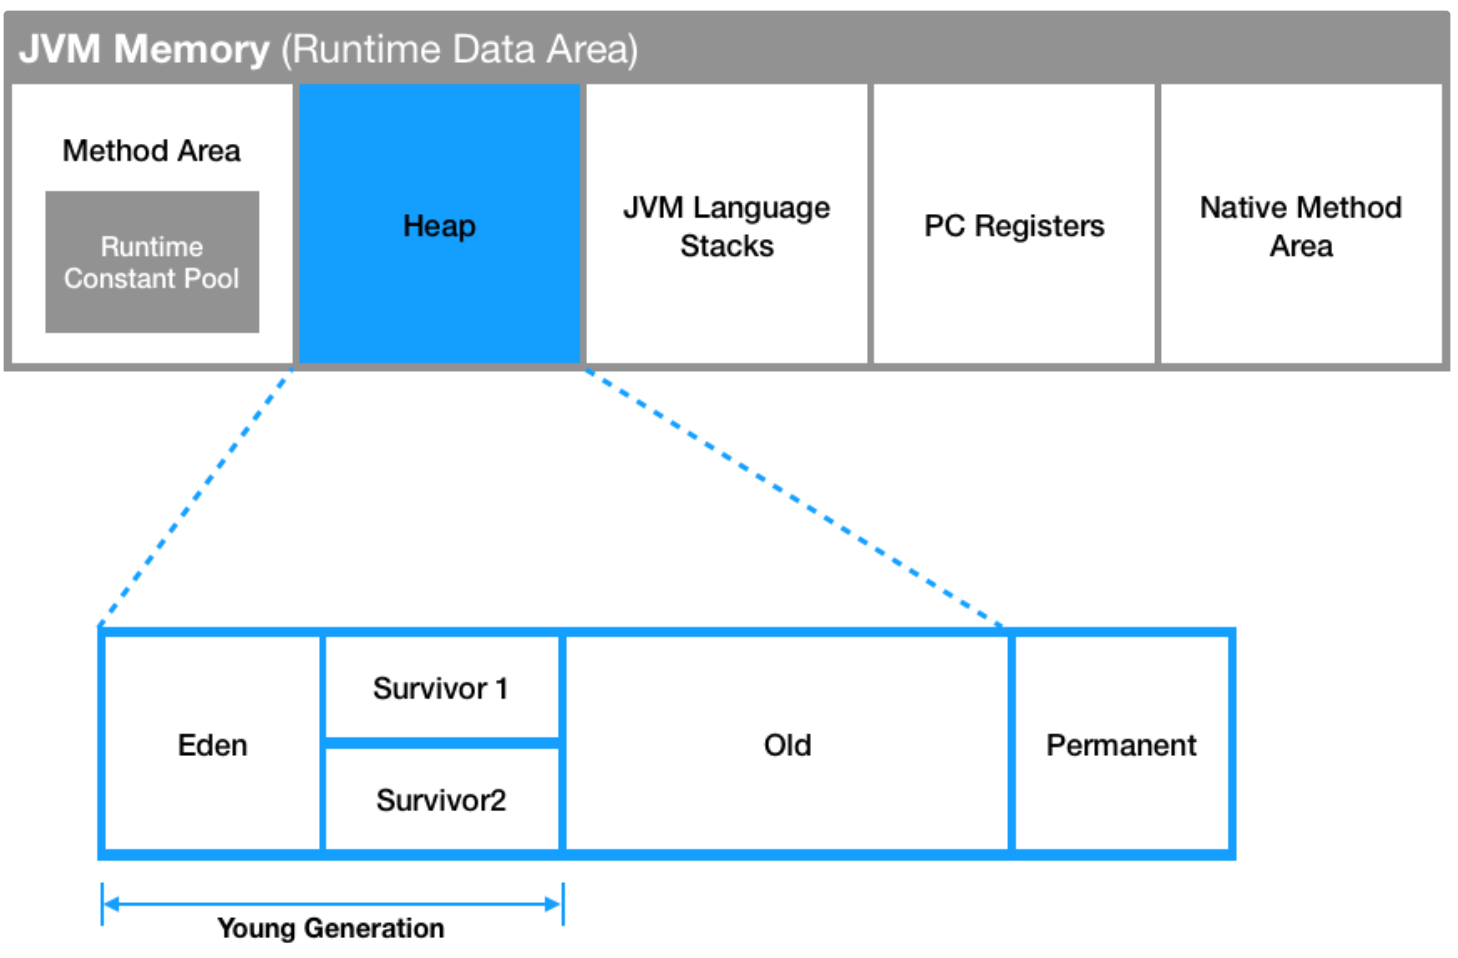 JVM Memory (Runtime Data Area)
Method Area
Runtime
Constant Pool
Heap
JVM Language
Stacks
PC Registers
Native Method
Area
Eden
Survivor 1
Survivor2
Old
Permanent
Young Generation